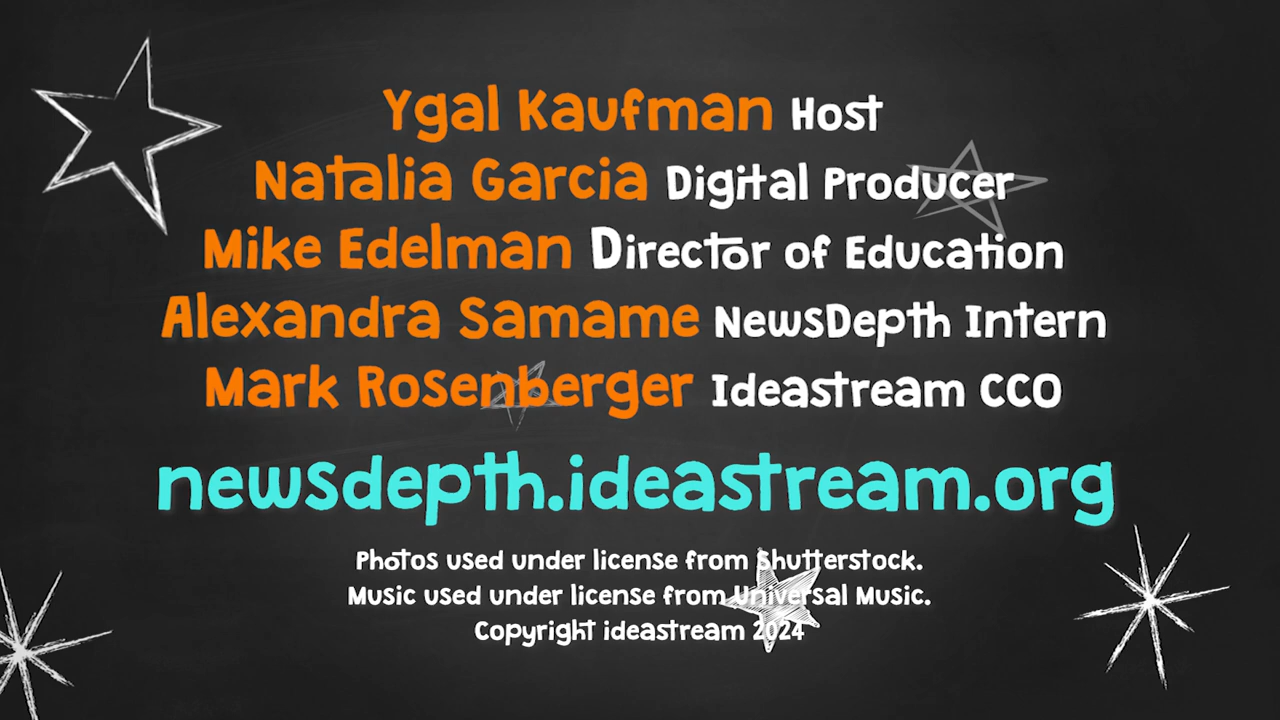 Ygal Kaufman Host
Natalia Garcia Digital Producer
Mike Edelman Director of Education
Alexandra Samame NewsDepth Intern
Mark Rosenberger Ideastream CCO
newsdepth.ideastream.org
Photos used under license from Shutterstock.
Music used under license from Universal Music.
Copyright ideastream 2024